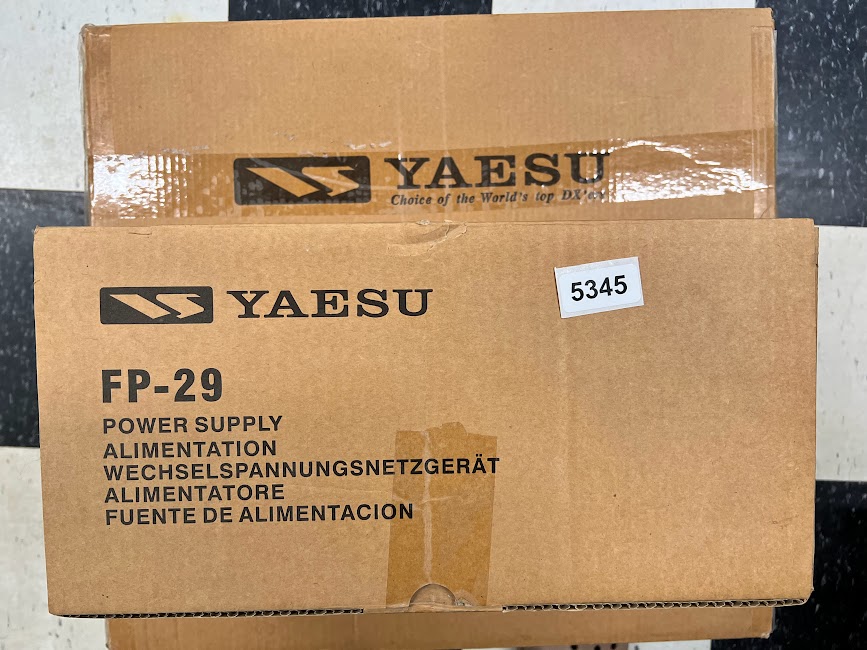 YAESU
Choice of the World's top DX'ers
YAESU
5345
FP-29
POWER SUPPLY
ALIMENTATION
WECHSELSPANNUNGSNETZGERÄT
ALIMENTATORE
FUENTE DE ALIMENTACION